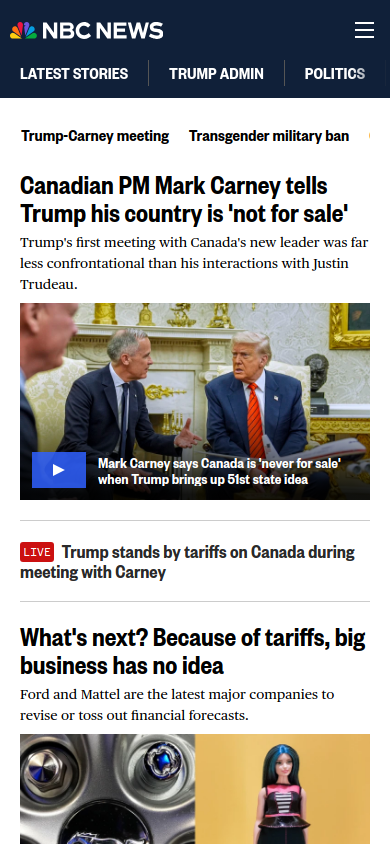 NBC NEWS
LATEST STORIES
TRUMP ADMIN
POLITICS
Trump-Carney meeting
Transgender military ban
Canadian PM Mark Carney tells
Trump his country is 'not for sale'
Trump's first meeting with Canada's new leader was far
less confrontational than his interactions with Justin
Trudeau.
Mark Carney says Canada is 'never for sale'
when Trump brings up 51st state idea
LIVE Trump stands by tariffs on Canada during
meeting with Carney
What's next? Because of tariffs, big
business has no idea
Ford and Mattel are the latest major companies to
revise or toss out financial forecasts.